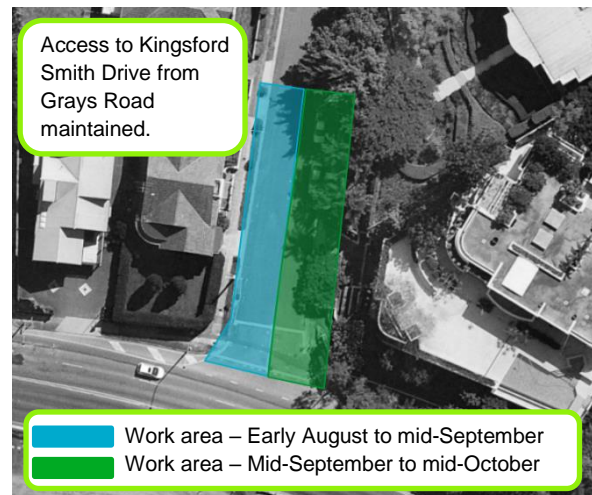 Access to Kingsford
Smith Drive from
Grays Road
maintained.
Work area – Early August to mid-September
Work area – Mid-September to mid-October